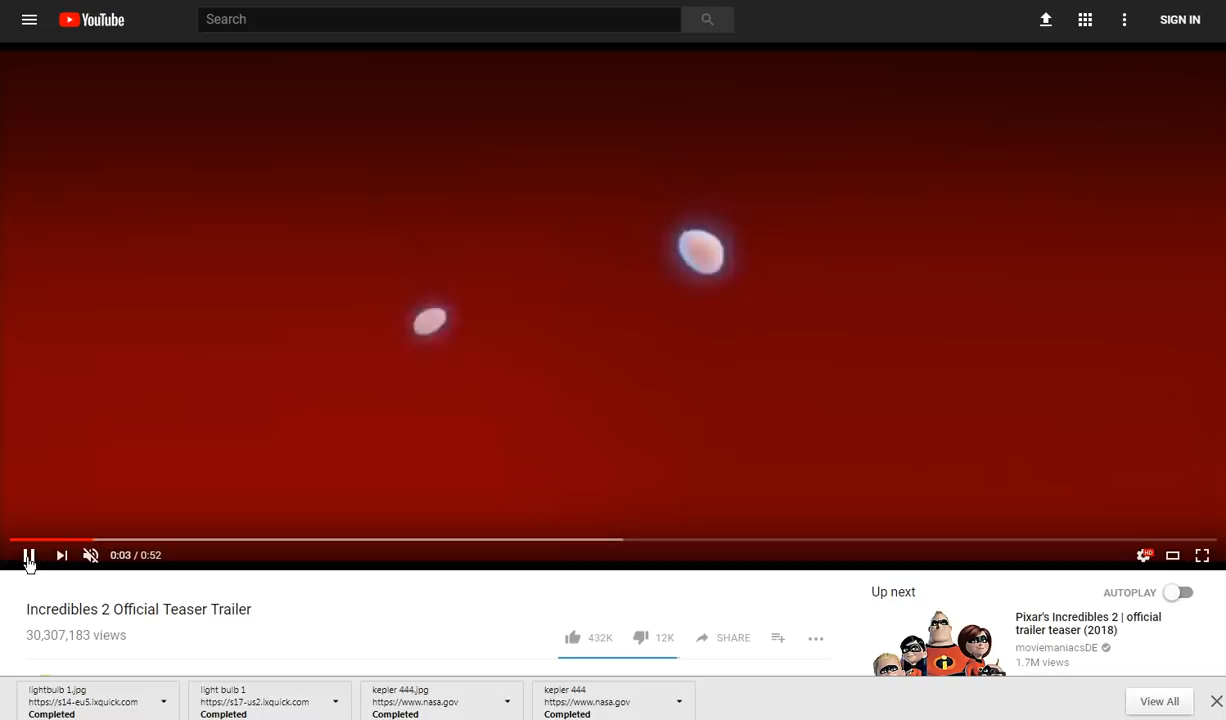 YouTube
Search
SIGN IN
HD
0:03 / 0:52
Incredibles 2 Official Teaser Trailer
30,307,183 views
432K
12K
SHARE
Up next
AUTOPLAY
Pixar's Incredibles 2 | official
trailer teaser (2018)
moviemaniacsDE
1.7M views
lightbulb 1.jpg
https://s14-eu5.ixquick.com
Completed
light bulb 1
https://s17-us2.ixquick.com
Completed
kepler 444.jpg
https://www.nasa.gov
Completed
kepler 444
https://www.nasa.gov
Completed
View All